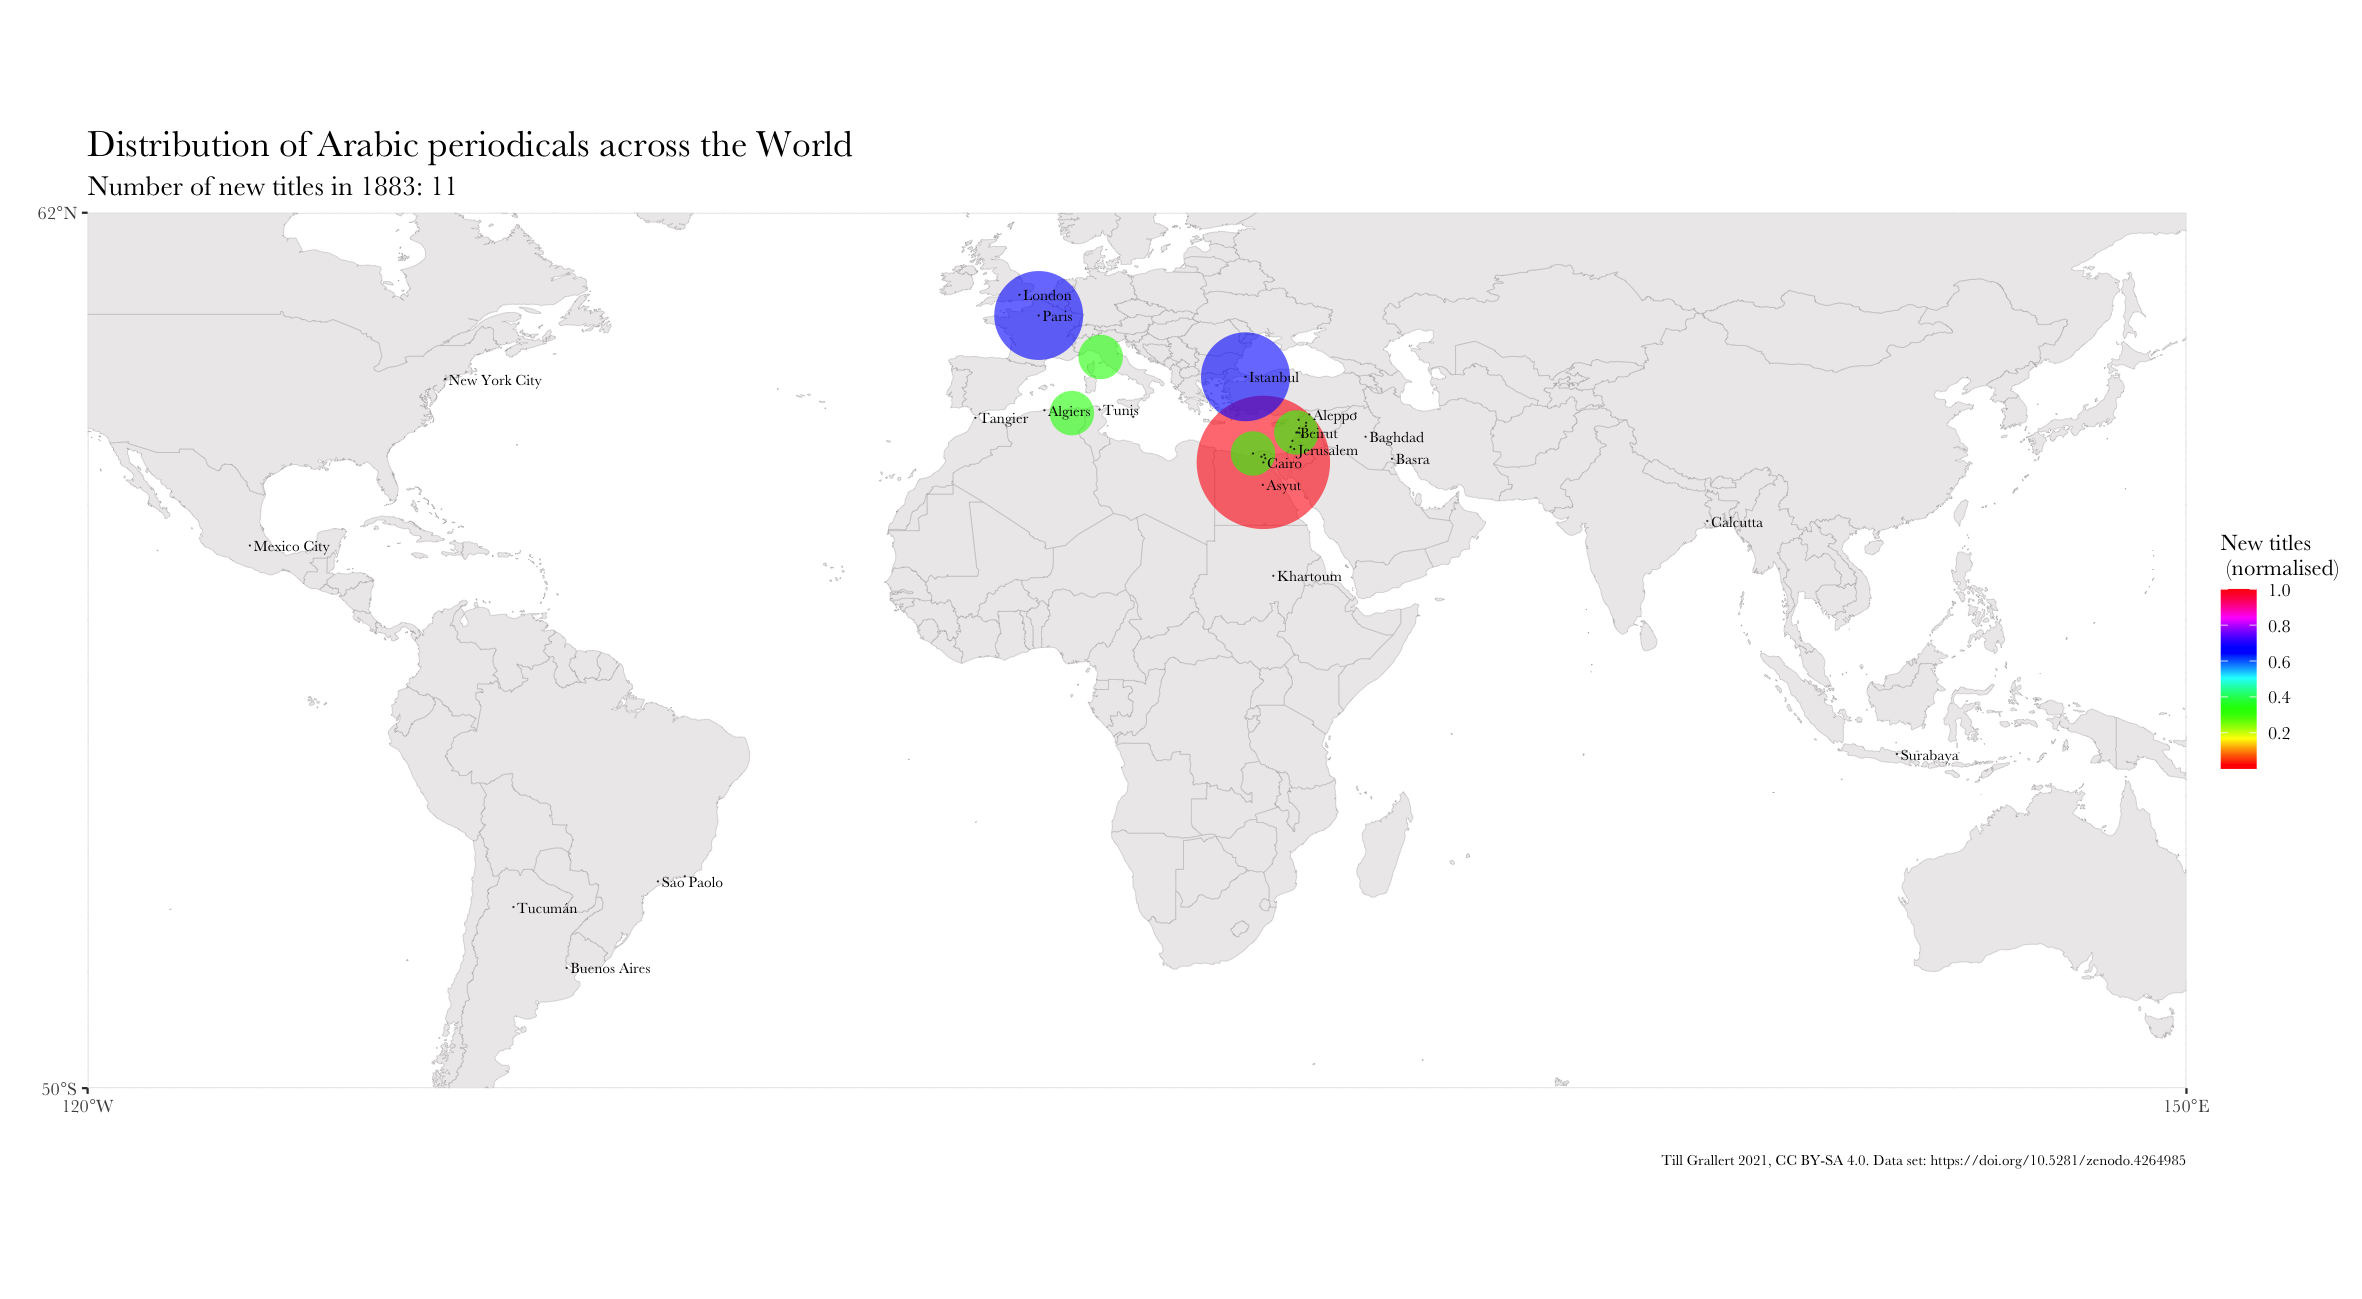 Distribution of Arabic periodicals across the World
Number of new titles in 1883: 11
62°N
London
Paris
Istanbul
New York City
Algiers
Tunis
Tangier
Aleppo
Beirut
Baghdad
Jerusalem
Basra
Cairo
Asyut
Calcutta
Mexico City
Khartoum
New titles
(normalised)
1.0
0.8
0.6
0.4
0.2
Surabaya
Sao Paolo
Tucumán
Buenos Aires
50°S
120°W
150°E
Till Grallert 2021, CC BY-SA 4.0. Data set: https://doi.org/10.5281/zenodo.4264985